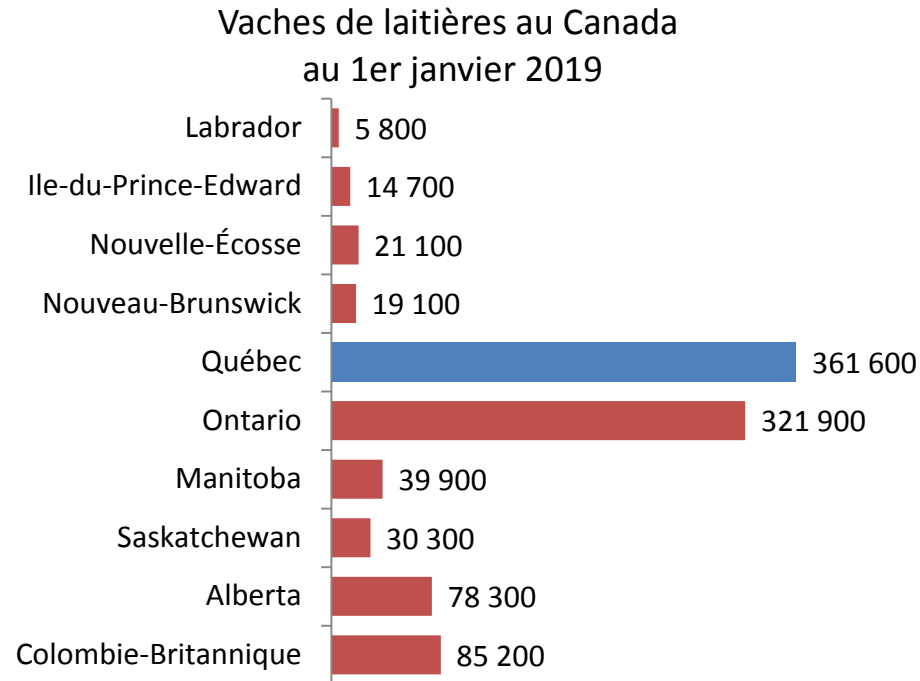 Vaches de laitières au Canada
au 1er janvier 2019
Labrador 5 800
Ile-du-Prince-Edward 14 700
Nouvelle-Écosse 21 100
Nouveau-Brunswick 19 100
Québec 361 600
Ontario 321 900
Manitoba 39 900
Saskatchewan 30 300
Alberta 78 300
Colombie-Britannique 85 200